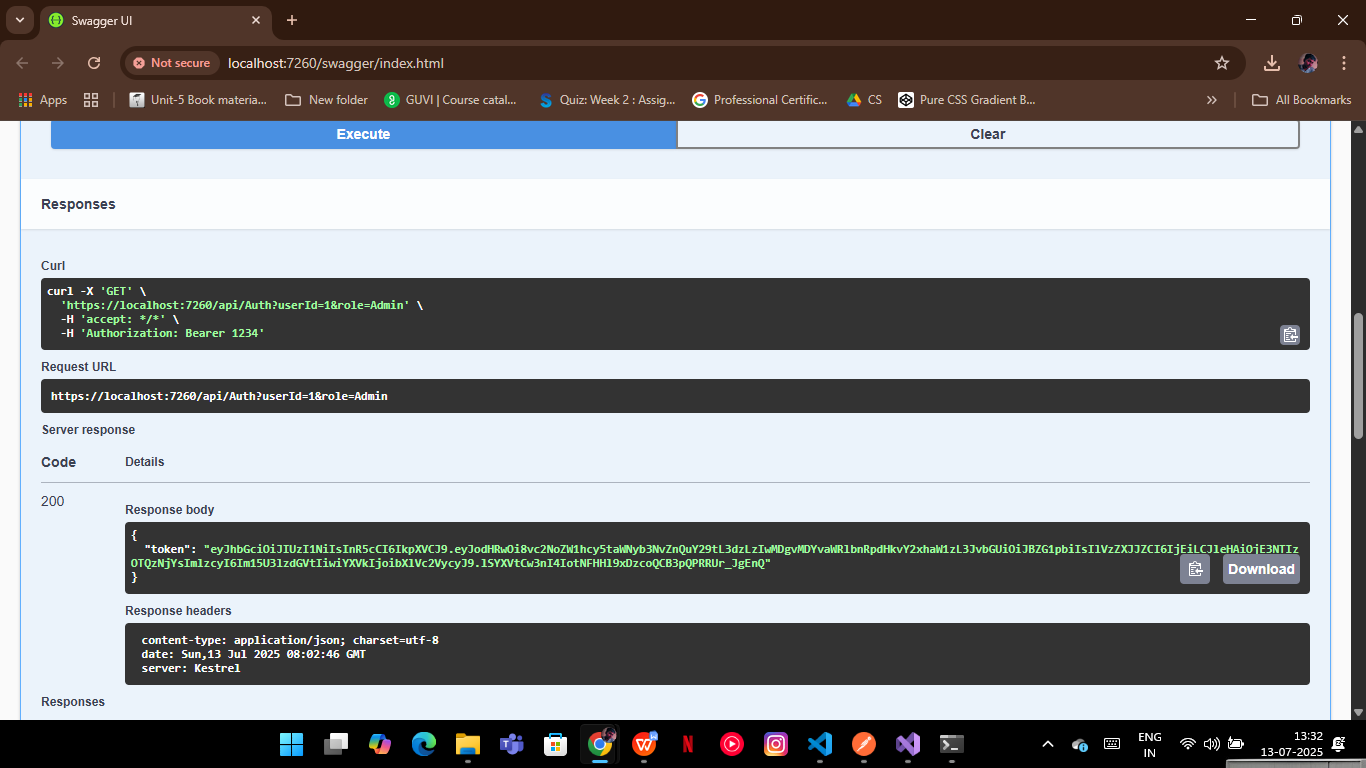 Swagger UI
Not secure
localhost:7260/swagger/index.html
Apps
Unit-5 Book materia...
New folder
GUVI | Course catal...
Quiz: Week 2 : Assig...
Professional Certific...
CS
Pure CSS Gradient B...
All Bookmarks
Execute
Clear
Responses
Curl
curl -X 'GET' \
'https://localhost:7260/api/Auth?userId=1&role=Admin' \
-H 'accept: */*' \
-H 'Authorization: Bearer 1234'
Request URL
https://localhost:7260/api/Auth?userId=1&role=Admin
Server response
Code
Details
200
Response body
{
"token":
}
Download
Response headers
content-type: application/json; charset=utf-8
date: Sun,13 Jul 2025 08:02:46 GMT
server: Kestrel
Responses
ENG
IN
13:32
13-07-2025